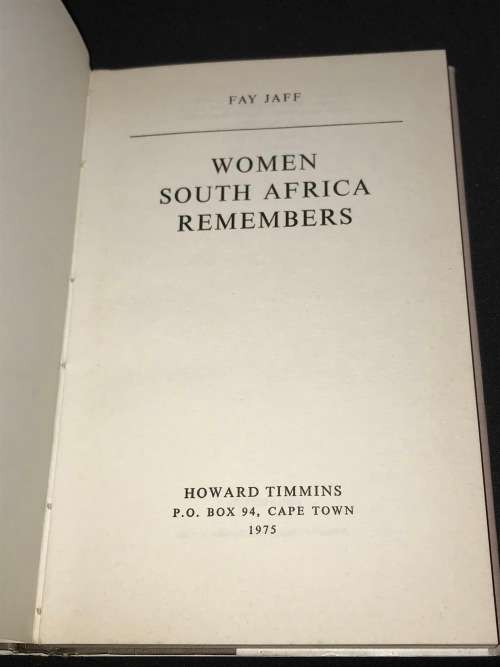 FAY JAFF
WOMEN
SOUTH AFRICA
REMEMBERS
HOWARD TIMMINS
P.O. BOX 94, CAPE TOWN
1975